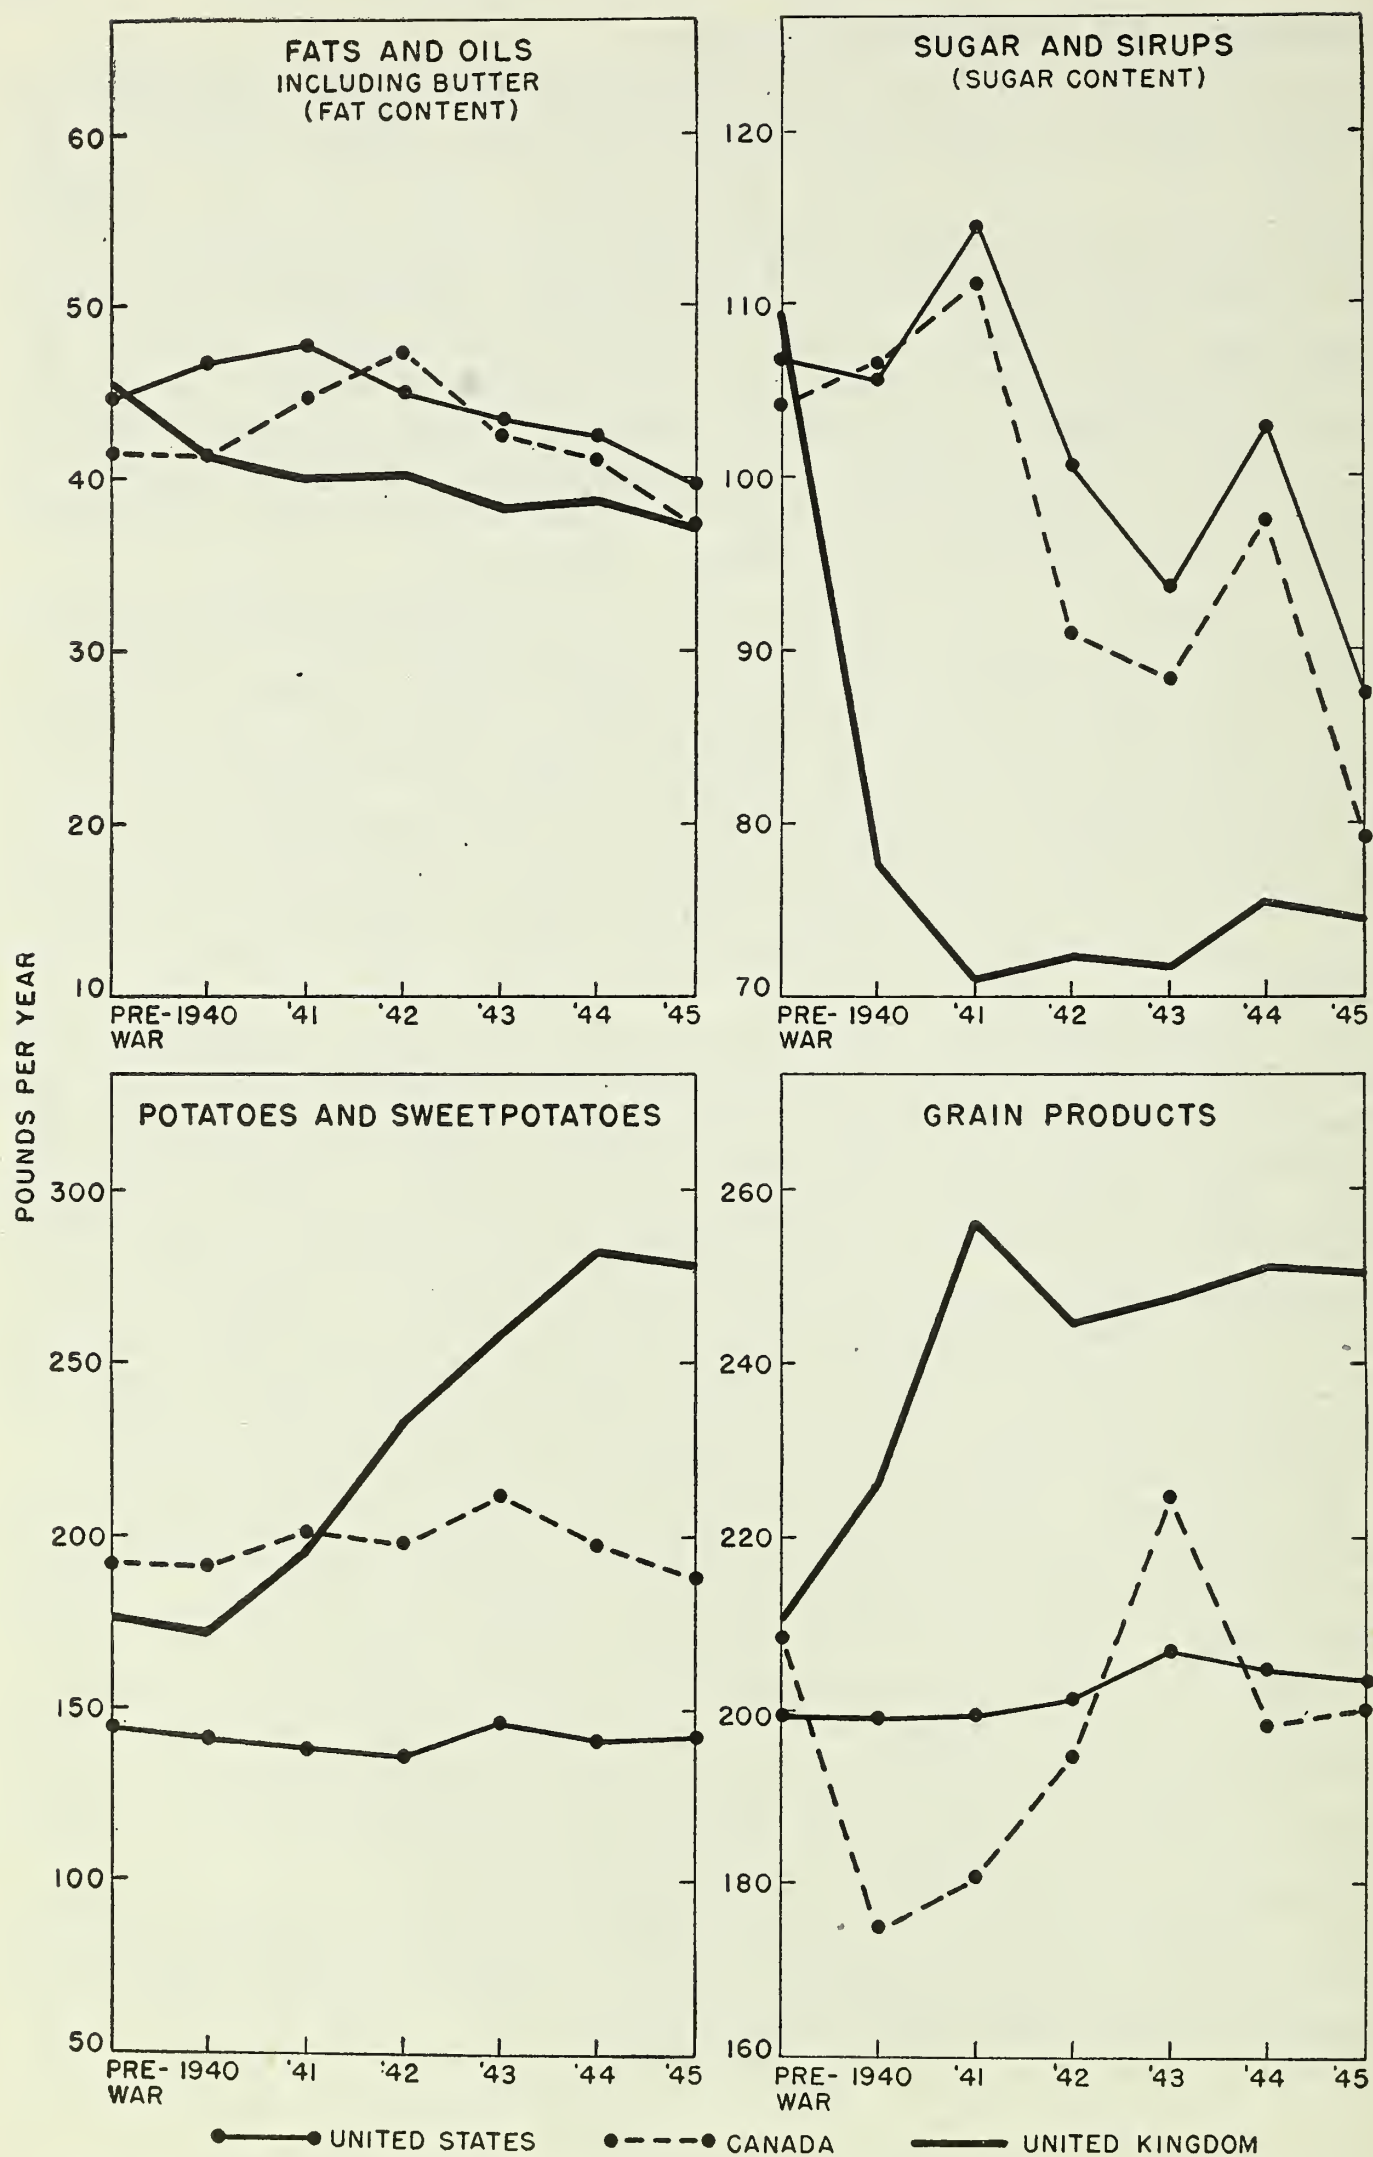 FATS AND OILS
INCLUDING BUTTER
(FAT CONTENT)
60
50
40
30
20
10
PRE- 1940 '41 '42 '43 '44 '45
WAR
SUGAR AND SIRUPS
(SUGAR CONTENT)
120
110
100
90
80
70
PRE- 1940 '41 '42 '43 '44 '45
WAR
POUNDS PER YEAR
POTATOES AND SWEETPOTATOES
300
250
200
150
100
50
PRE- 1940 '41 '42 '43 '44 '45
WAR
GRAIN PRODUCTS
260
240
220
200
180
160
PRE- 1940 '41 '42 '43 '44 '45
WAR
UNITED STATES CANADA UNITED KINGDOM